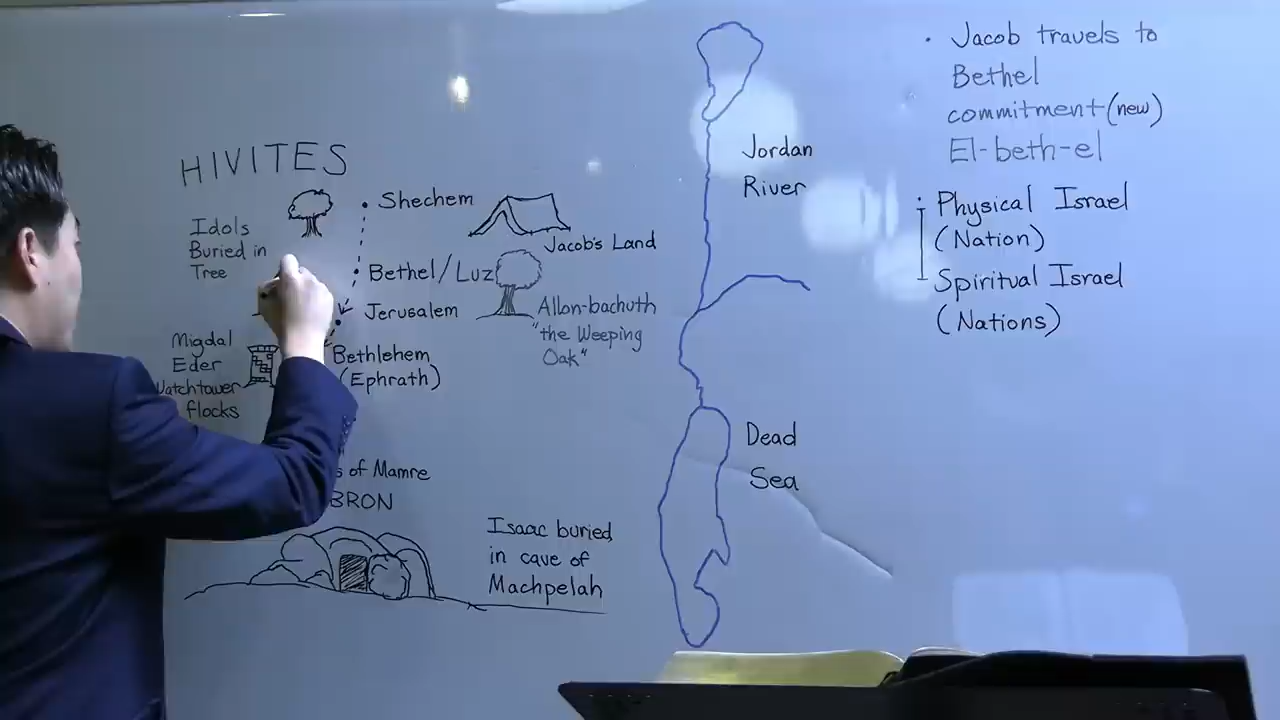 HIVITES
Idols
Buried in
Tree
Shechem
Jacob's Land
Bethel/Luz
Allon-bachuth
"the Weeping
Oak"
Jerusalem
Bethlehem
(Ephrath)
Migdal
Eder
Watchtower
flocks
of Mamre
Isaac buried
in cave of
Machpelah
Jordan
River
Dead
Sea
• Jacob travels to
Bethel
commitment(new)
El-beth-el
Physical Israel
(Nation)
Spiritual Israel
(Nations)